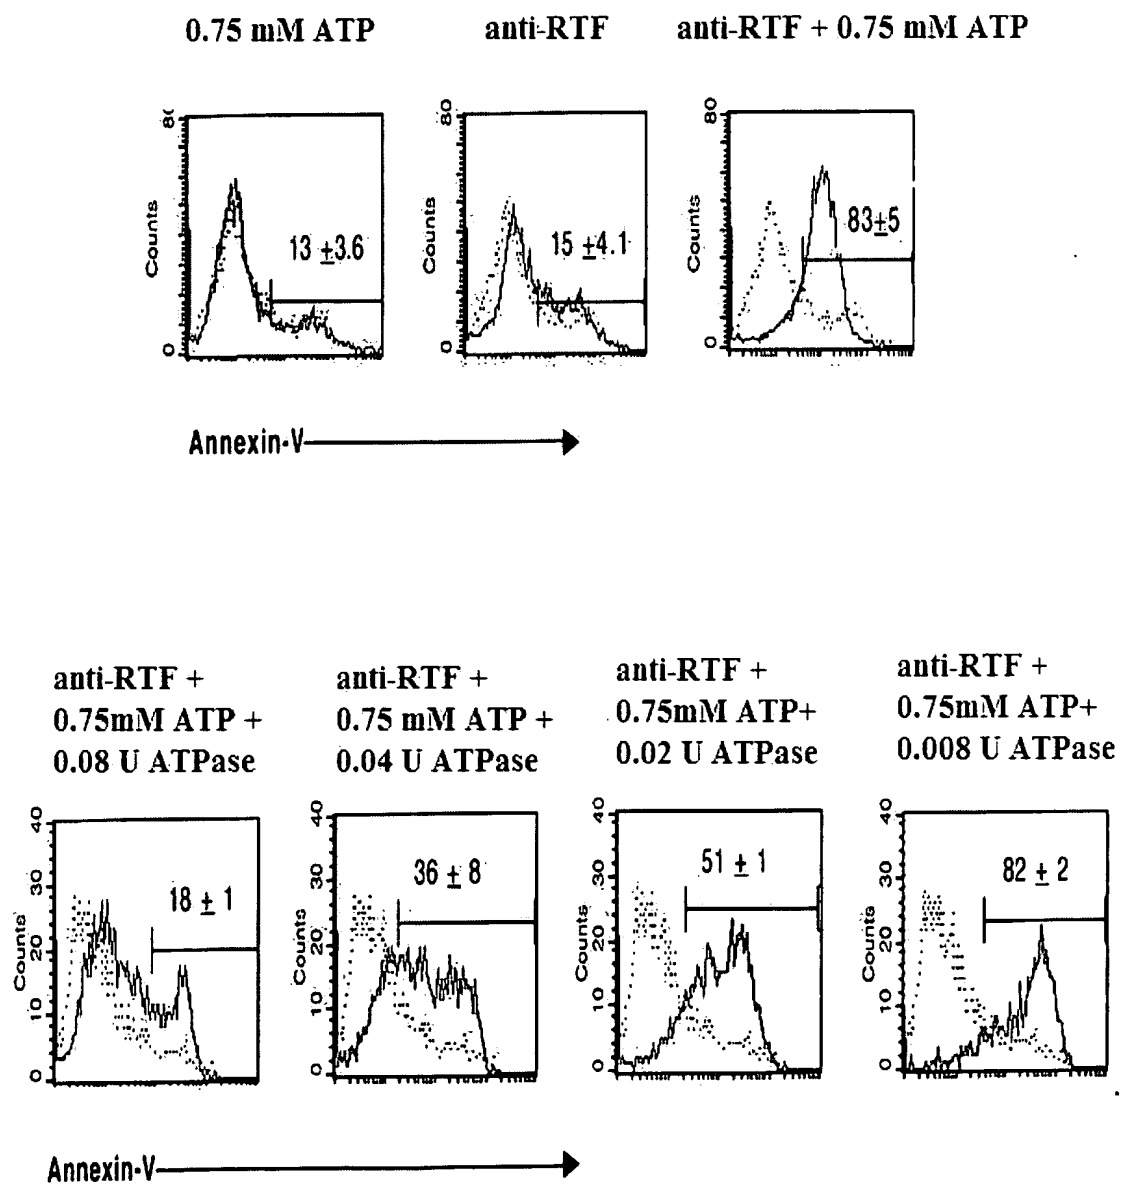 0.75 mM ATP
anti-RTF
anti-RTF + 0.75 mM ATP
80
Counts
0
13 ±3.6
80
Counts
0
15 ±4.1
80
Counts
0
83±5
Annexin-V
anti-RTF +
0.75mM ATP +
0.08 U ATPase
anti-RTF +
0.75 mM ATP +
0.04 U ATPase
anti-RTF +
0.75mM ATP+
0.02 U ATPase
anti-RTF +
0.75mM ATP+
0.008 U ATPase
40
30
20
10
0
Counts
18 ± 1
40
30
20
10
0
Counts
36 ± 8
40
30
20
10
0
Counts
51 ± 1
40
30
20
10
0
Counts
82 ± 2
Annexin-V